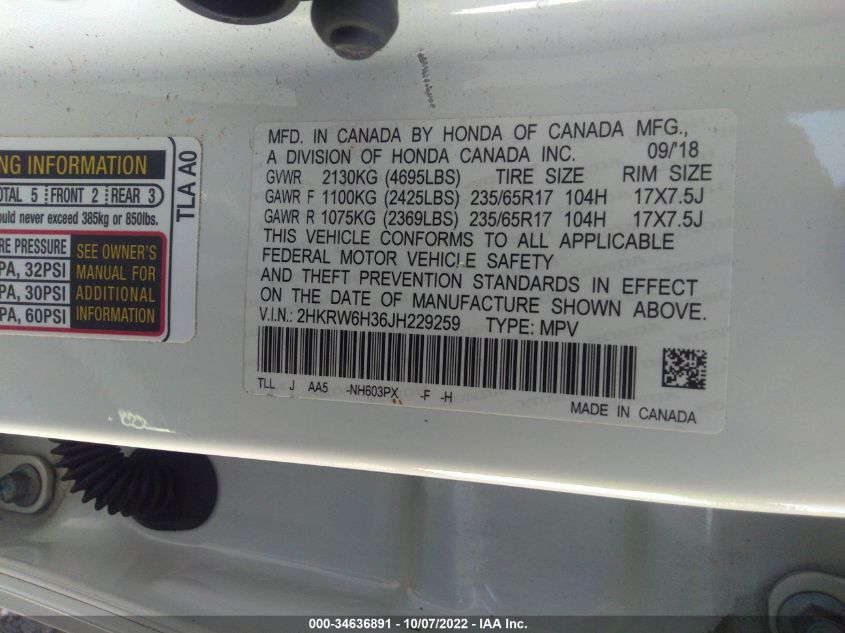 NG INFORMATION
OTAL 5 FRONT 2 REAR 3
ould never exceed 385kg or 850lbs.
RE PRESSURE
PA, 32PSI
PA, 30PSI
PA, 60PSI
SEE OWNER'S
MANUAL FOR
ADDITIONAL
INFORMATION
TLA A0
MFD. IN CANADA BY HONDA OF CANADA MFG.,
A DIVISION OF HONDA CANADA INC. 09/'18
GVWR 2130KG (4695LBS) TIRE SIZE RIM SIZE
GAWR F 1100KG (2425LBS) 235/65R17 104H 17X7.5J
GAWR R 1075KG (2369LBS) 235/65R17 104H 17X7.5J
THIS VEHICLE CONFORMS TO ALL APPLICABLE
FEDERAL MOTOR VEHICLE SAFETY
AND THEFT PREVENTION STANDARDS IN EFFECT
ON THE DATE OF MANUFACTURE SHOWN ABOVE.
V.I.N.: 2HKRW6H36JH229259 TYPE: MPV
TLL J AA5 -NH603PX -F -H
MADE IN CANADA
000-34636891 - 10/07/2022 - IAA Inc.